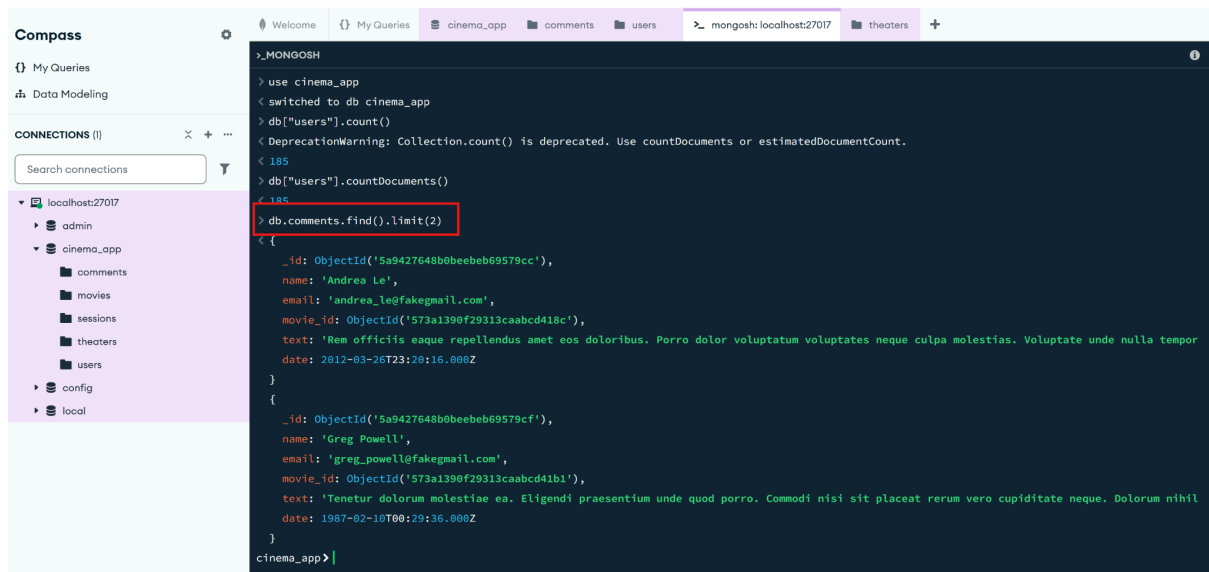 Compass
My Queries
Data Modeling
CONNECTIONS (1)
Search connections
localhost:27017
admin
cinema_app
comments
movies
sessions
theaters
users
config
local
Welcome {} My Queries cinema_app comments users >_ mongosh: localhost:27017 theaters +
>_MONGOSH
> use cinema_app
< switched to db cinema_app
> db["users"].count()
< DeprecationWarning: Collection.count() is deprecated. Use countDocuments or estimatedDocumentCount.
< 185
> db["users"].countDocuments()
< 185
> db.comments.find().limit(2)
< {
_id: ObjectId('5a9427648b0beebeb69579cc'),
name: 'Andrea Le',
email: 'andrea_le@fakegmail.com',
movie_id: ObjectId('573a1390f29313caabcd418c'),
text: 'Rem officiis eaque repellendus amet eos doloribus. Porro dolor voluptatum voluptates neque culpa molestias. Voluptate unde nulla tempor
date: 2012-03-26T23:20:16.000Z
}
{
_id: ObjectId('5a9427648b0beebeb69579cf'),
name: 'Greg Powell',
email: 'greg_powell@fakegmail.com',
movie_id: ObjectId('573a1390f29313caabcd41b1'),
text: 'Tenetur dolorum molestiae ea. Eligendi praesentium unde quod porro. Commodi nisi sit placeat rerum vero cupiditate neque. Dolorum nihil
date: 1987-02-10T00:29:36.000Z
}
cinema_app>